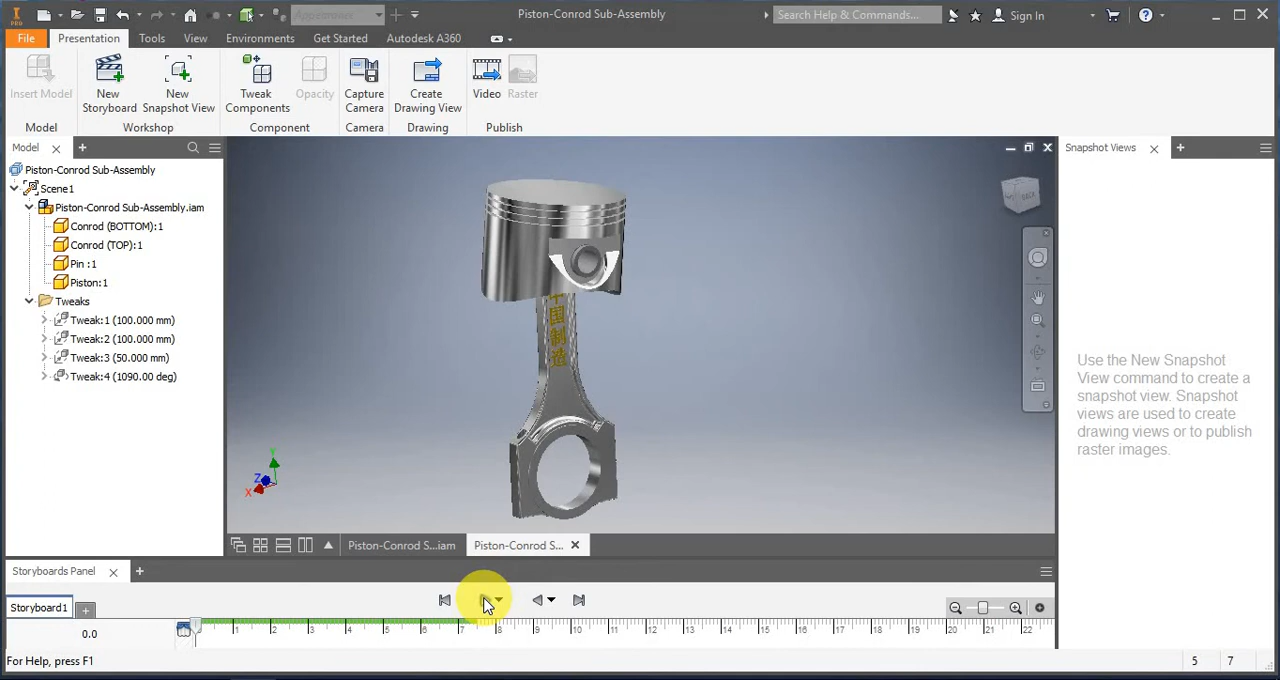 Appearance
Piston-Conrod Sub-Assembly
Search Help & Commands...
Sign In
PRO
File
Presentation
Tools
View
Environments
Get Started
Autodesk A360
Insert Model
New Storyboard
New Snapshot View
Tweak Components
Opacity
Capture Camera
Create Drawing View
Video
Raster
Model
Workshop
Component
Camera
Drawing
Publish
Model
Piston-Conrod Sub-Assembly
Scene1
Piston-Conrod Sub-Assembly.iam
Conrod (BOTTOM):1
Conrod (TOP):1
Pin :1
Piston:1
Tweaks
Tweak:1 (100.000 mm)
Tweak:2 (100.000 mm)
Tweak:3 (50.000 mm)
Tweak:4 (1090.00 deg)
中国制造
BACK
X
Y
Z
Snapshot Views
Use the New Snapshot
View command to create a
snapshot view. Snapshot
views are used to create
drawing views or to publish
raster images.
Piston-Conrod S...iam
Piston-Conrod S...
Storyboards Panel
Storyboard1
0.0
1 2 3 4 5 6 7 8 9 10 11 12 13 14 15 16 17 18 19 20 21 22
For Help, press F1
5
7